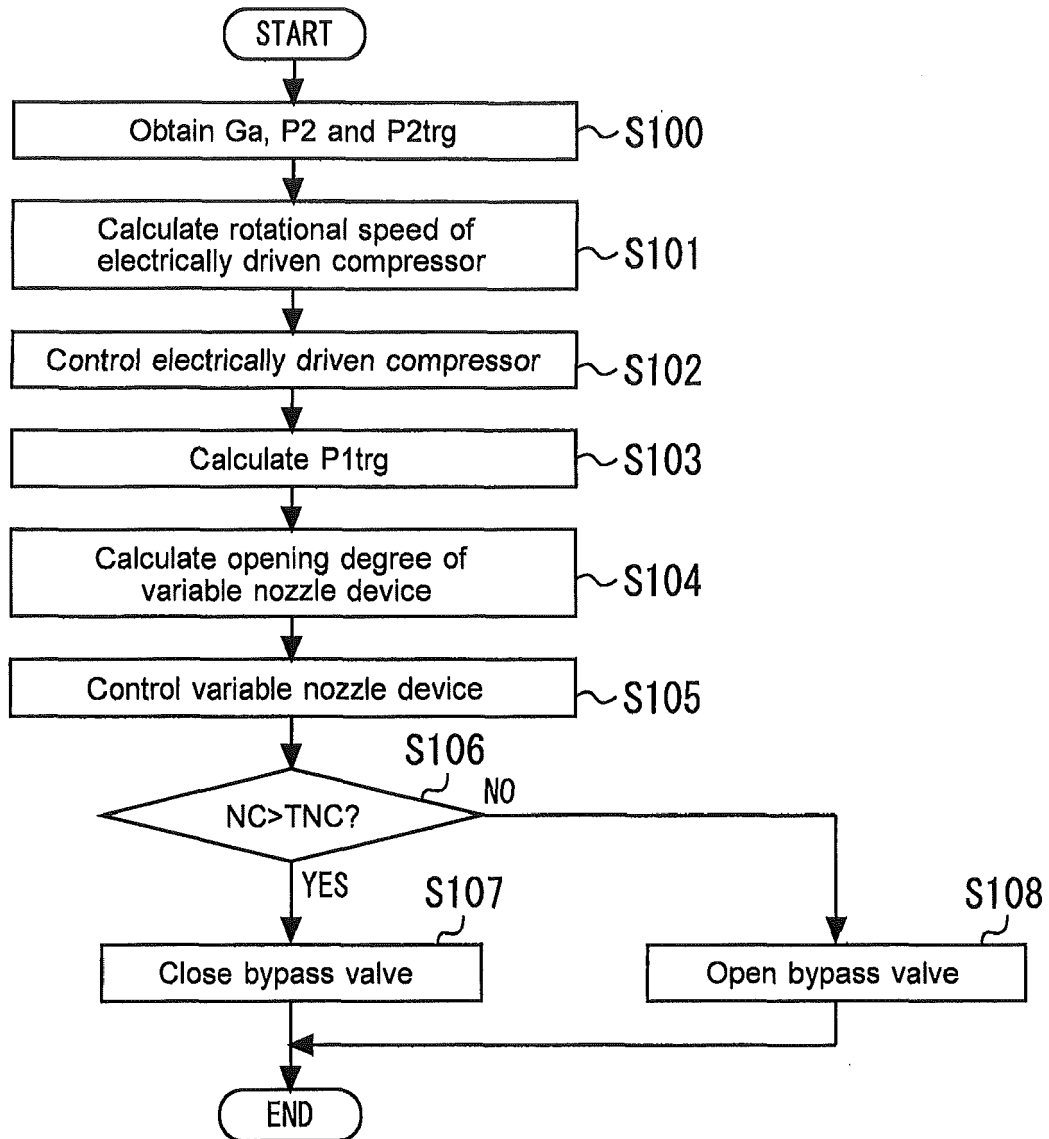 START
Obtain Ga, P2 and P2trg
S100
Calculate rotational speed of
electrically driven compressor
S101
Control electrically driven compressor
S102
Calculate P1trg
S103
Calculate opening degree of
variable nozzle device
S104
Control variable nozzle device
S105
S106
NC>TNC?
NO
YES
S107
Close bypass valve
S108
Open bypass valve
END